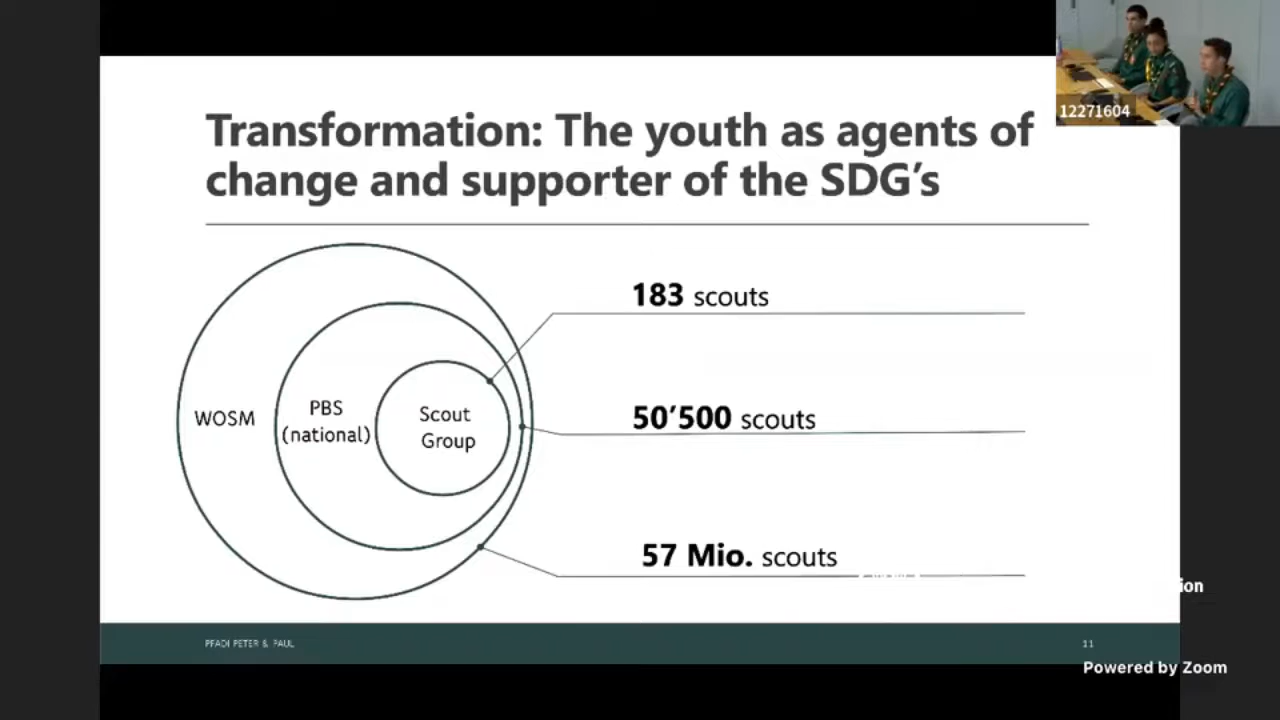 12271604
Transformation: The youth as agents of
change and supporter of the SDG's
183 scouts
WOSM
PBS
(national)
Scout
Group
50'500 scouts
57 Mio. scouts
PFADI PETER & PAUL
11
Powered by Zoom